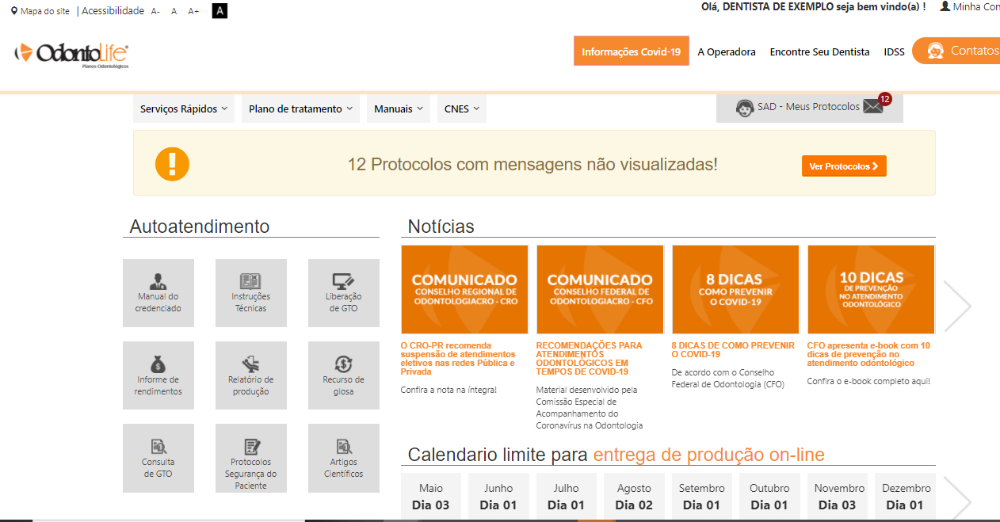 Mapa do site | Acessibilidade A- A A+ A
Olá, DENTISTA DE EXEMPLO seja bem vindo(a) ! Minha Con
OdontoLife
Planos Odontológicos
Informações Covid-19 A Operadora Encontre Seu Dentista IDSS Contatos
Serviços Rápidos Plano de tratamento Manuais CNES
SAD - Meus Protocolos 12
12 Protocolos com mensagens não visualizadas!
Ver Protocolos
Autoatendimento
Manual do
credenciado
Instruções
Técnicas
Liberação
de GTO
Informe de
rendimentos
Relatório de
produção
Recurso de
glosa
Consulta
de GTO
Protocolos
Segurança do
Paciente
Artigos
Científicos
Notícias
COMUNICADO
CONSELHO REGIONAL DE
ODONTOLOGIACRO - CRO
O CRO-PR recomenda
suspensão de atendimentos
eletivos nas redes Pública e
Privada
Confira a nota na íntegra!
COMUNICADO
CONSELHO FEDERAL DE
ODONTOLOGIACRO - CFO
RECOMENDAÇÕES PARA
ATENDIMENTOS
ODONTOLÓGICOS EM
TEMPOS DE COVID-19
Material desenvolvido pela
Comissão Especial de
Acompanhamento do
Coronavírus na Odontologia
8 DICAS
COMO PREVENIR
O COVID-19
8 DICAS DE COMO PREVENIR
O COVID-19
De acordo com o Conselho
Federal de Odontologia (CFO)
10 DICAS
DE PREVENÇÃO
NO ATENDIMENTO
ODONTOLÓGICO
CFO apresenta e-book com 10
dicas de prevenção no
atendimento odontológico
Confira o e-book completo aqui!
Calendario limite para entrega de produção on-line
Maio
Dia 03
Junho
Dia 01
Julho
Dia 01
Agosto
Dia 02
Setembro
Dia 01
Outubro
Dia 01
Novembro
Dia 03
Dezembro
Dia 01